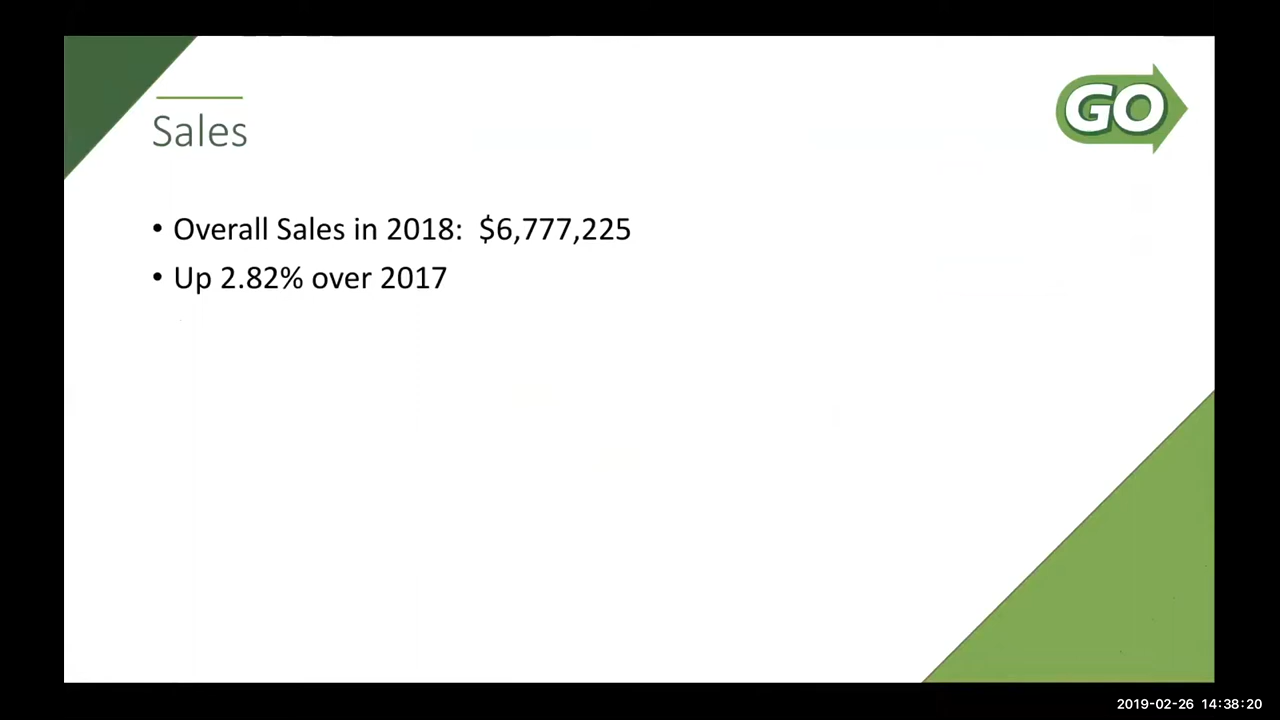 GO
Sales
• Overall Sales in 2018:  $6,777,225
• Up 2.82% over 2017
2019-02-26 14:38:20